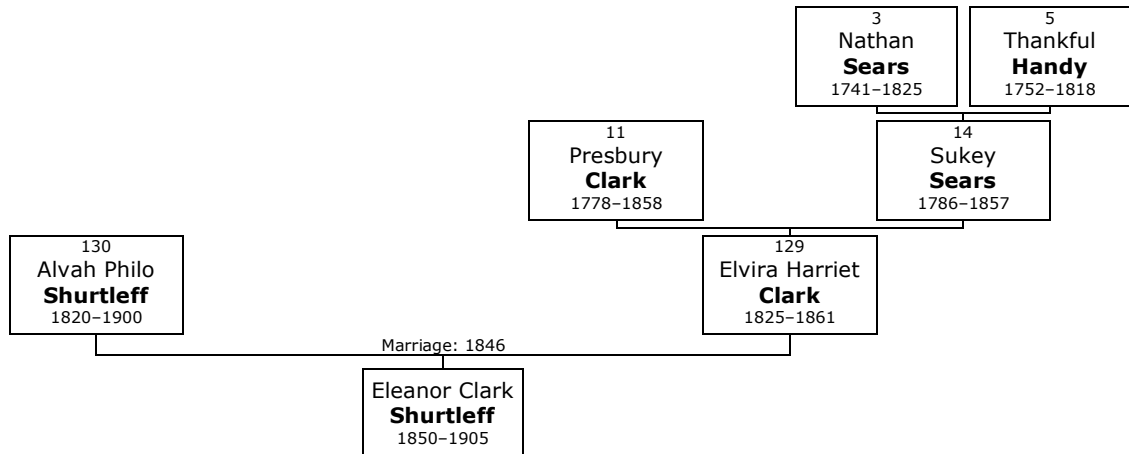 3
Nathan
Sears
1741–1825
5
Thankful
Handy
1752–1818
11
Presbury
Clark
1778–1858
14
Sukey
Sears
1786–1857
130
Alvah Philo
Shurtleff
1820–1900
129
Elvira Harriet
Clark
1825–1861
Marriage: 1846
Eleanor Clark
Shurtleff
1850–1905